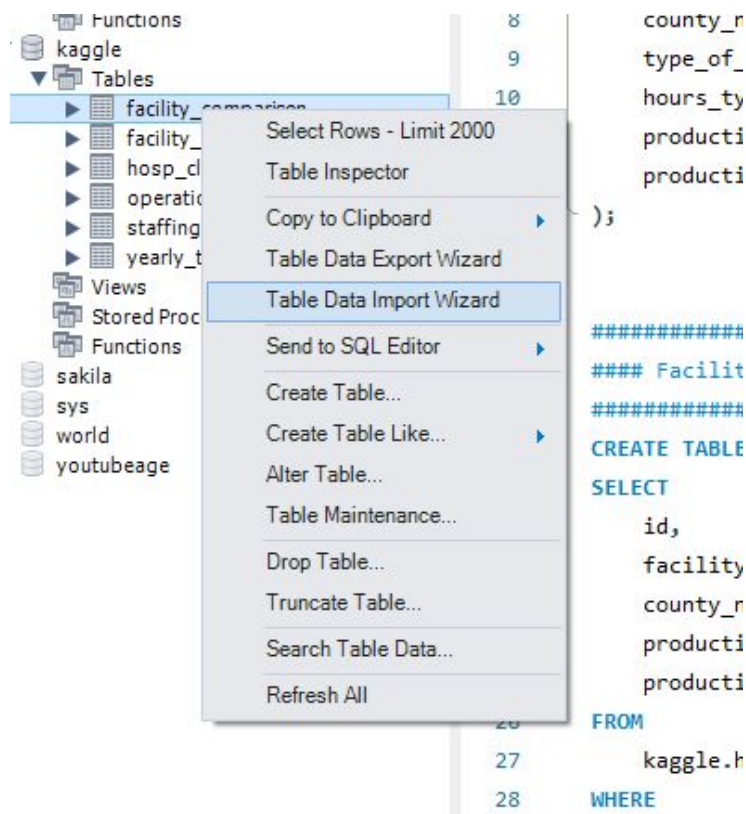 Functions
kaggle
Tables
facility_comparison
facility_
hosp_cl
operatio
staffing
yearly_t
Views
Stored Proc
Functions
sakila
sys
world
youtubeage
Select Rows - Limit 2000
Table Inspector
Copy to Clipboard
Table Data Export Wizard
Table Data Import Wizard
Send to SQL Editor
Create Table...
Create Table Like...
Alter Table...
Table Maintenance...
Drop Table...
Truncate Table...
Search Table Data...
Refresh All
8 county_n
9 type_of_
10 hours_ty
producti
producti
);
############
#### Facilit
############
CREATE TABLE
SELECT
id,
facility
county_n
producti
producti
26 FROM
27 kaggle.h
28 WHERE